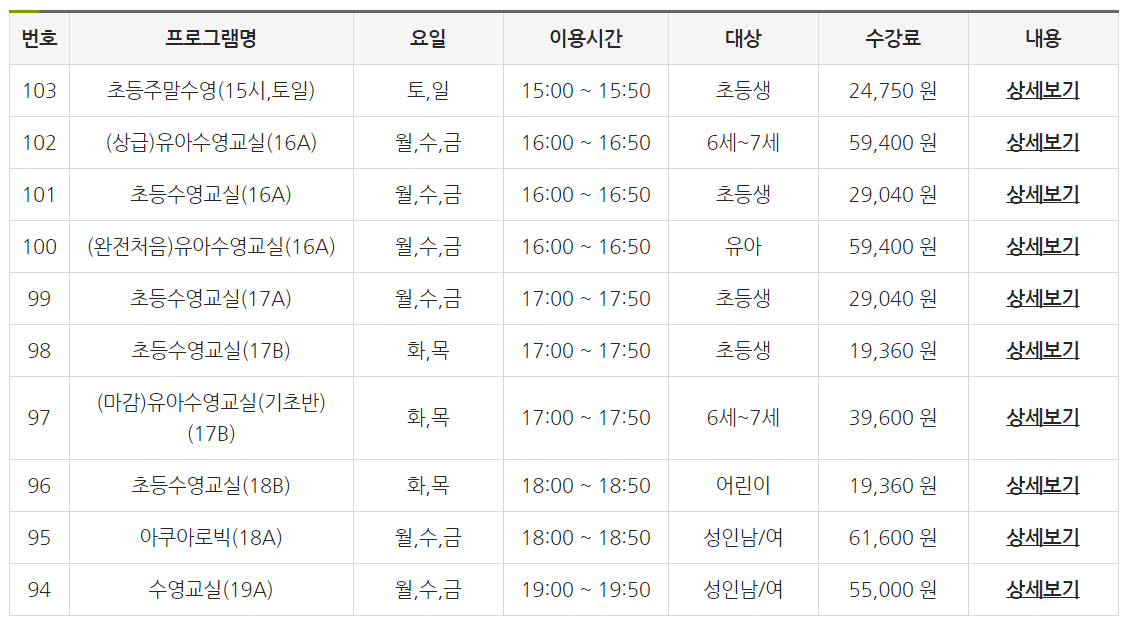 번호 프로그램명 요일 이용시간 대상 수강료 내용
103 초등주말수영(15시,토일) 토,일 15:00 ~ 15:50 초등생 24,750 원 상세보기
102 (상급)유아수영교실(16A) 월,수,금 16:00 ~ 16:50 6세~7세 59,400 원 상세보기
101 초등수영교실(16A) 월,수,금 16:00 ~ 16:50 초등생 29,040 원 상세보기
100 (완전처음)유아수영교실(16A) 월,수,금 16:00 ~ 16:50 유아 59,400 원 상세보기
99 초등수영교실(17A) 월,수,금 17:00 ~ 17:50 초등생 29,040 원 상세보기
98 초등수영교실(17B) 화,목 17:00 ~ 17:50 초등생 19,360 원 상세보기
97 (마감)유아수영교실(기초반)
(17B) 화,목 17:00 ~ 17:50 6세~7세 39,600 원 상세보기
96 초등수영교실(18B) 화,목 18:00 ~ 18:50 어린이 19,360 원 상세보기
95 아쿠아로빅(18A) 월,수,금 18:00 ~ 18:50 성인남/여 61,600 원 상세보기
94 수영교실(19A) 월,수,금 19:00 ~ 19:50 성인남/여 55,000 원 상세보기